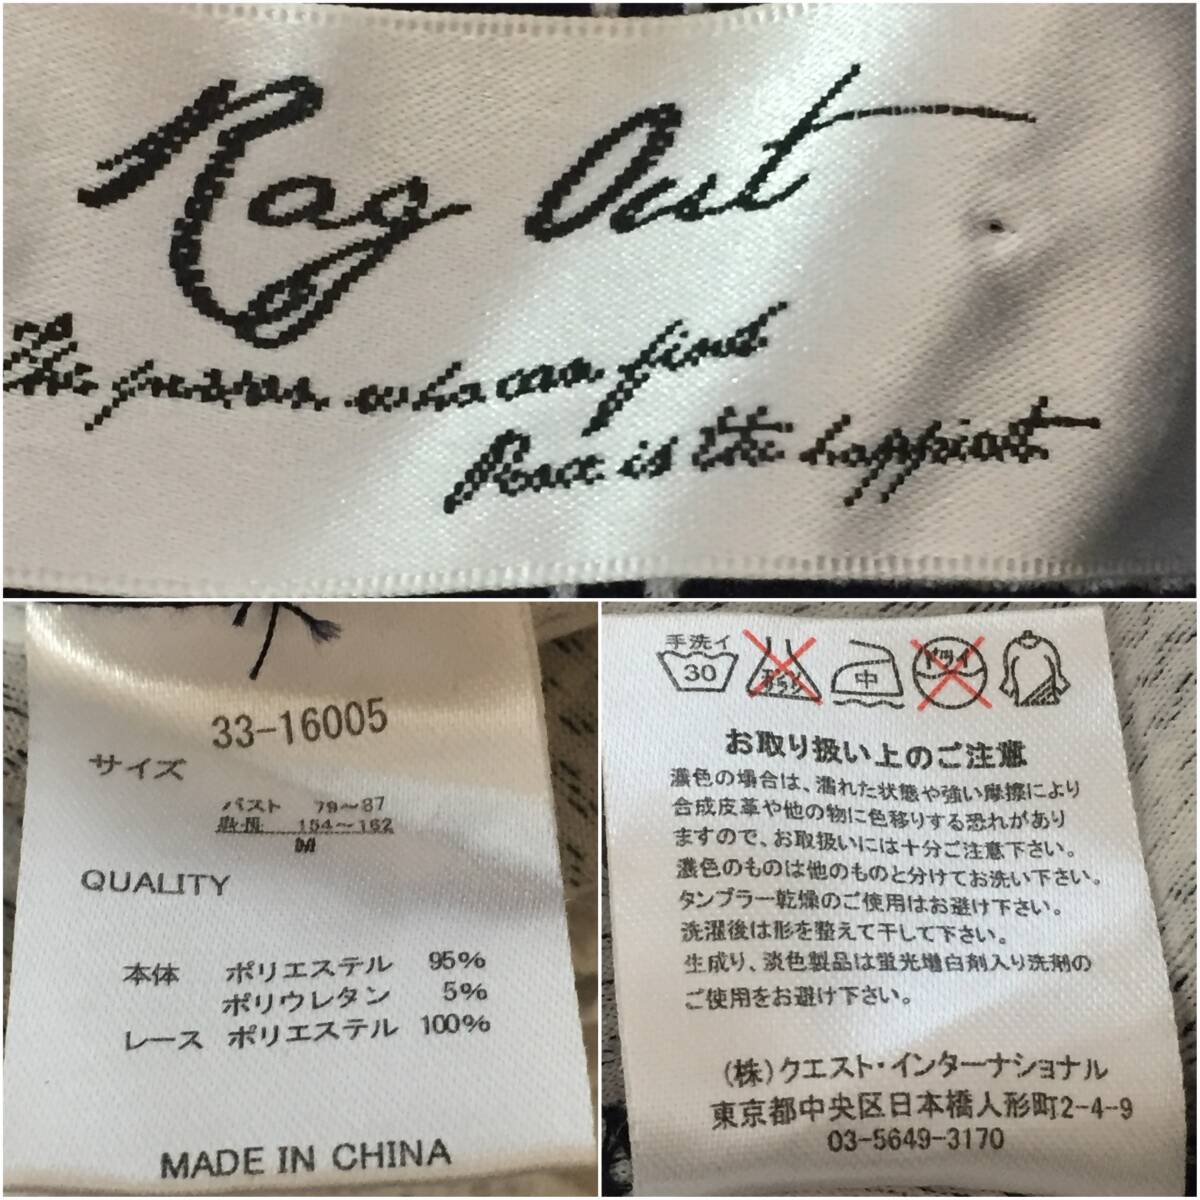 Rag Out
The person who can find
Peace is the happiest
33-16005
サイズ
バスト 79～87
身長 154～162
M
QUALITY
本体 ポリエステル 95%
ポリウレタン 5%
レース ポリエステル 100%
MADE IN CHINA
手洗イ
30
エンソサラシ
中
ドライ
お取り扱い上のご注意
濃色の場合は、濡れた状態や強い摩擦により
合成皮革や他の物に色移りする恐れがあり
ますので、お取扱いには十分ご注意下さい。
濃色のものは他のものと分けてお洗い下さい。
タンブラー乾燥のご使用はお避け下さい。
洗濯後は形を整えて干して下さい。
生成り、淡色製品は蛍光増白剤入り洗剤の
ご使用をお避け下さい。
(株)クエスト・インターナショナル
東京都中央区日本橋人形町2-4-9
03-5649-3170